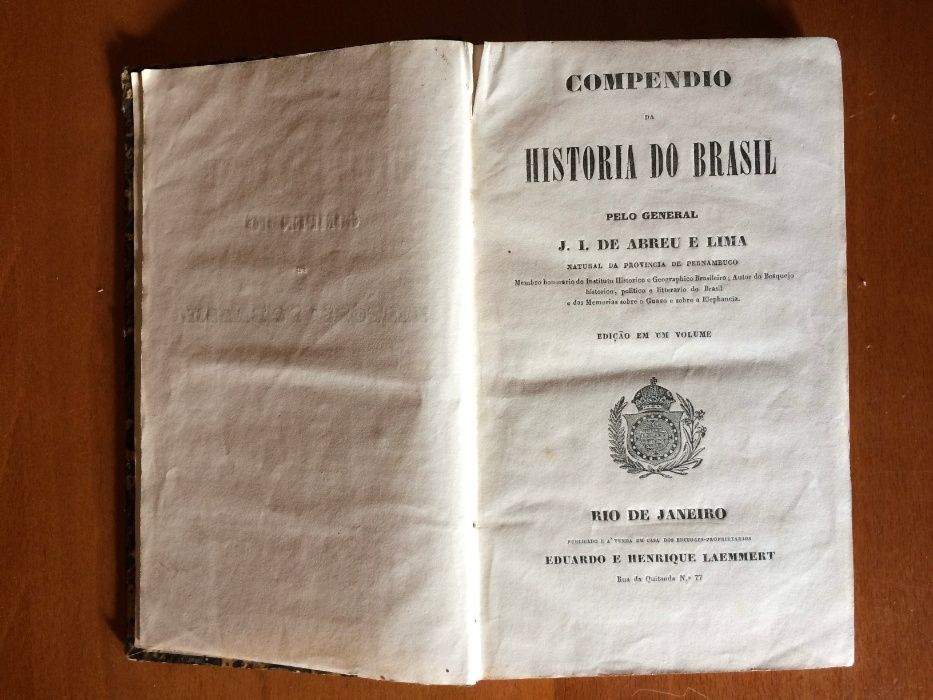 COMPENDIO
DA
HISTORIA DO BRASIL
PELO GENERAL
J. I. DE ABREU E LIMA
NATURAL DA PROVINCIA DE PERNAMBUCO
Membro honorario do Instituto Historico e Geographico Brasileiro; Autor do Bosquejo
historico, politico e litterario do Brasil
e das Memorias sobre o Guano e sobre a Elephancia.
EDIÇÃO EM UM VOLUME
RIO DE JANEIRO
PUBLICADO E A' VENDA EM CASA DOS EDITORES-PROPRIETARIOS
EDUARDO E HENRIQUE LAEMMERT
Rua da Quitanda N.º 77